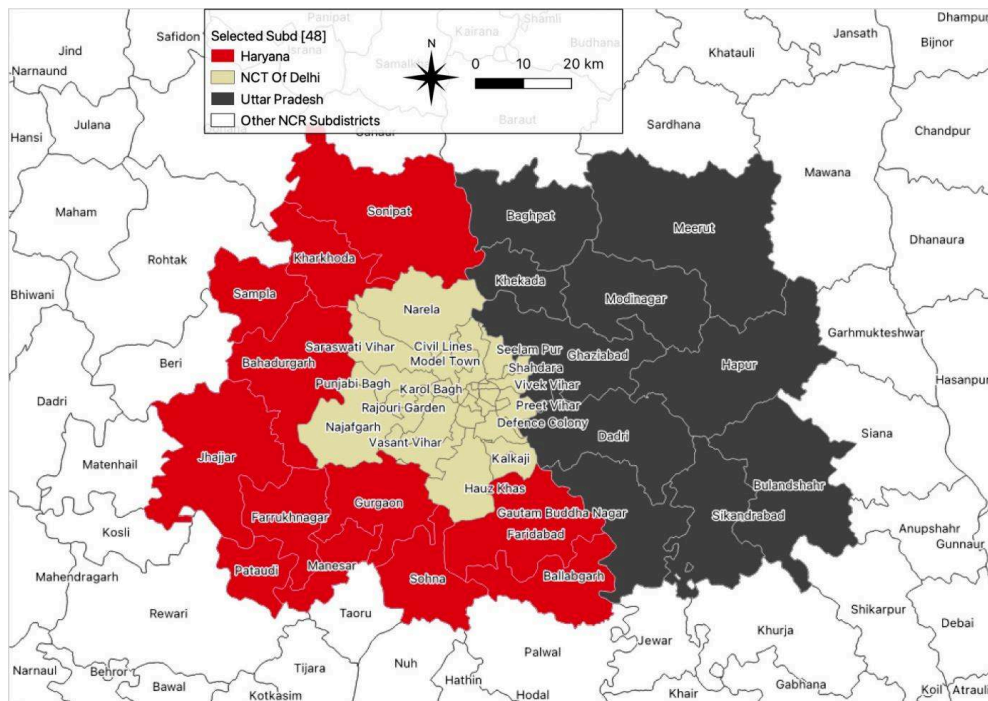 Panipat
Shamli
Dhampur
Safidon
Kairana
Jansath
Bijnor
Jind
Selected Subd [48]
Haryana
NCT Of Delhi
Uttar Pradesh
Other NCR Subdistricts
N
0 10 20 km
Budhana
Samalkha
Khatauli
Narnaund
Baraut
Julana
Sardhana
Chandpur
Hansi
Mawana
Maham
Sonipat
Baghpat
Meerut
Dhanaura
Rohtak
Kharkhoda
Khekada
Modinagar
Bhiwani
Sampla
Narela
Garhmukteshwar
Saraswati Vihar
Civil Lines
Model Town
Seelam Pur
Ghaziabad
Beri
Bahadurgarh
Shahdara
Hapur
Hasanpur
Punjabi Bagh
Karol Bagh
Vivek Vihar
Dadri
Rajouri Garden
Preet Vihar
Najafgarh
Defence Colony
Siana
Vasant Vihar
Dadri
Matenhail
Jhajjar
Kalkaji
Bulandshahr
Hauz Khas
Gurgaon
Farrukhnagar
Gautam Buddha Nagar
Sikandrabad
Anupshahr
Kosli
Faridabad
Gunnaur
Mahendragarh
Pataudi
Manesar
Sohna
Ballabgarh
Rewari
Taoru
Shikarpur
Debai
Jewar
Khurja
Narnaul
Behror
Tijara
Nuh
Palwal
Bawal
Kotkasim
Hathin
Hodal
Khair
Gabhana
Koil
Atrauli